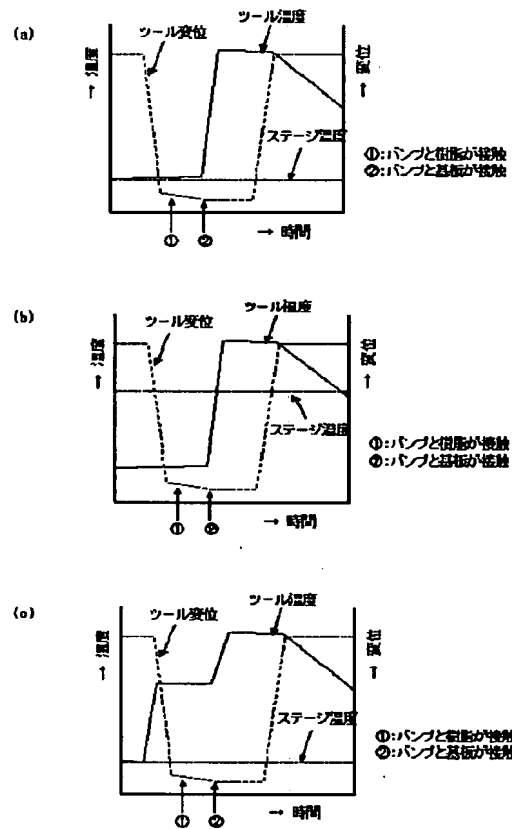 (a)
ツール変位
ツール温度
→ 温度
→ 変位
ステージ温度
①:バンプと樹脂が接触
②:バンプと基板が接触
① ② → 時間
(b)
ツール変位
ツール温度
→ 温度
→ 変位
ステージ温度
①:バンプと樹脂が接触
②:バンプと基板が接触
① ② → 時間
(c)
ツール変位
ツール温度
→ 温度
→ 変位
ステージ温度
①:バンプと樹脂が接触
②:バンプと基板が接触
① ② → 時間